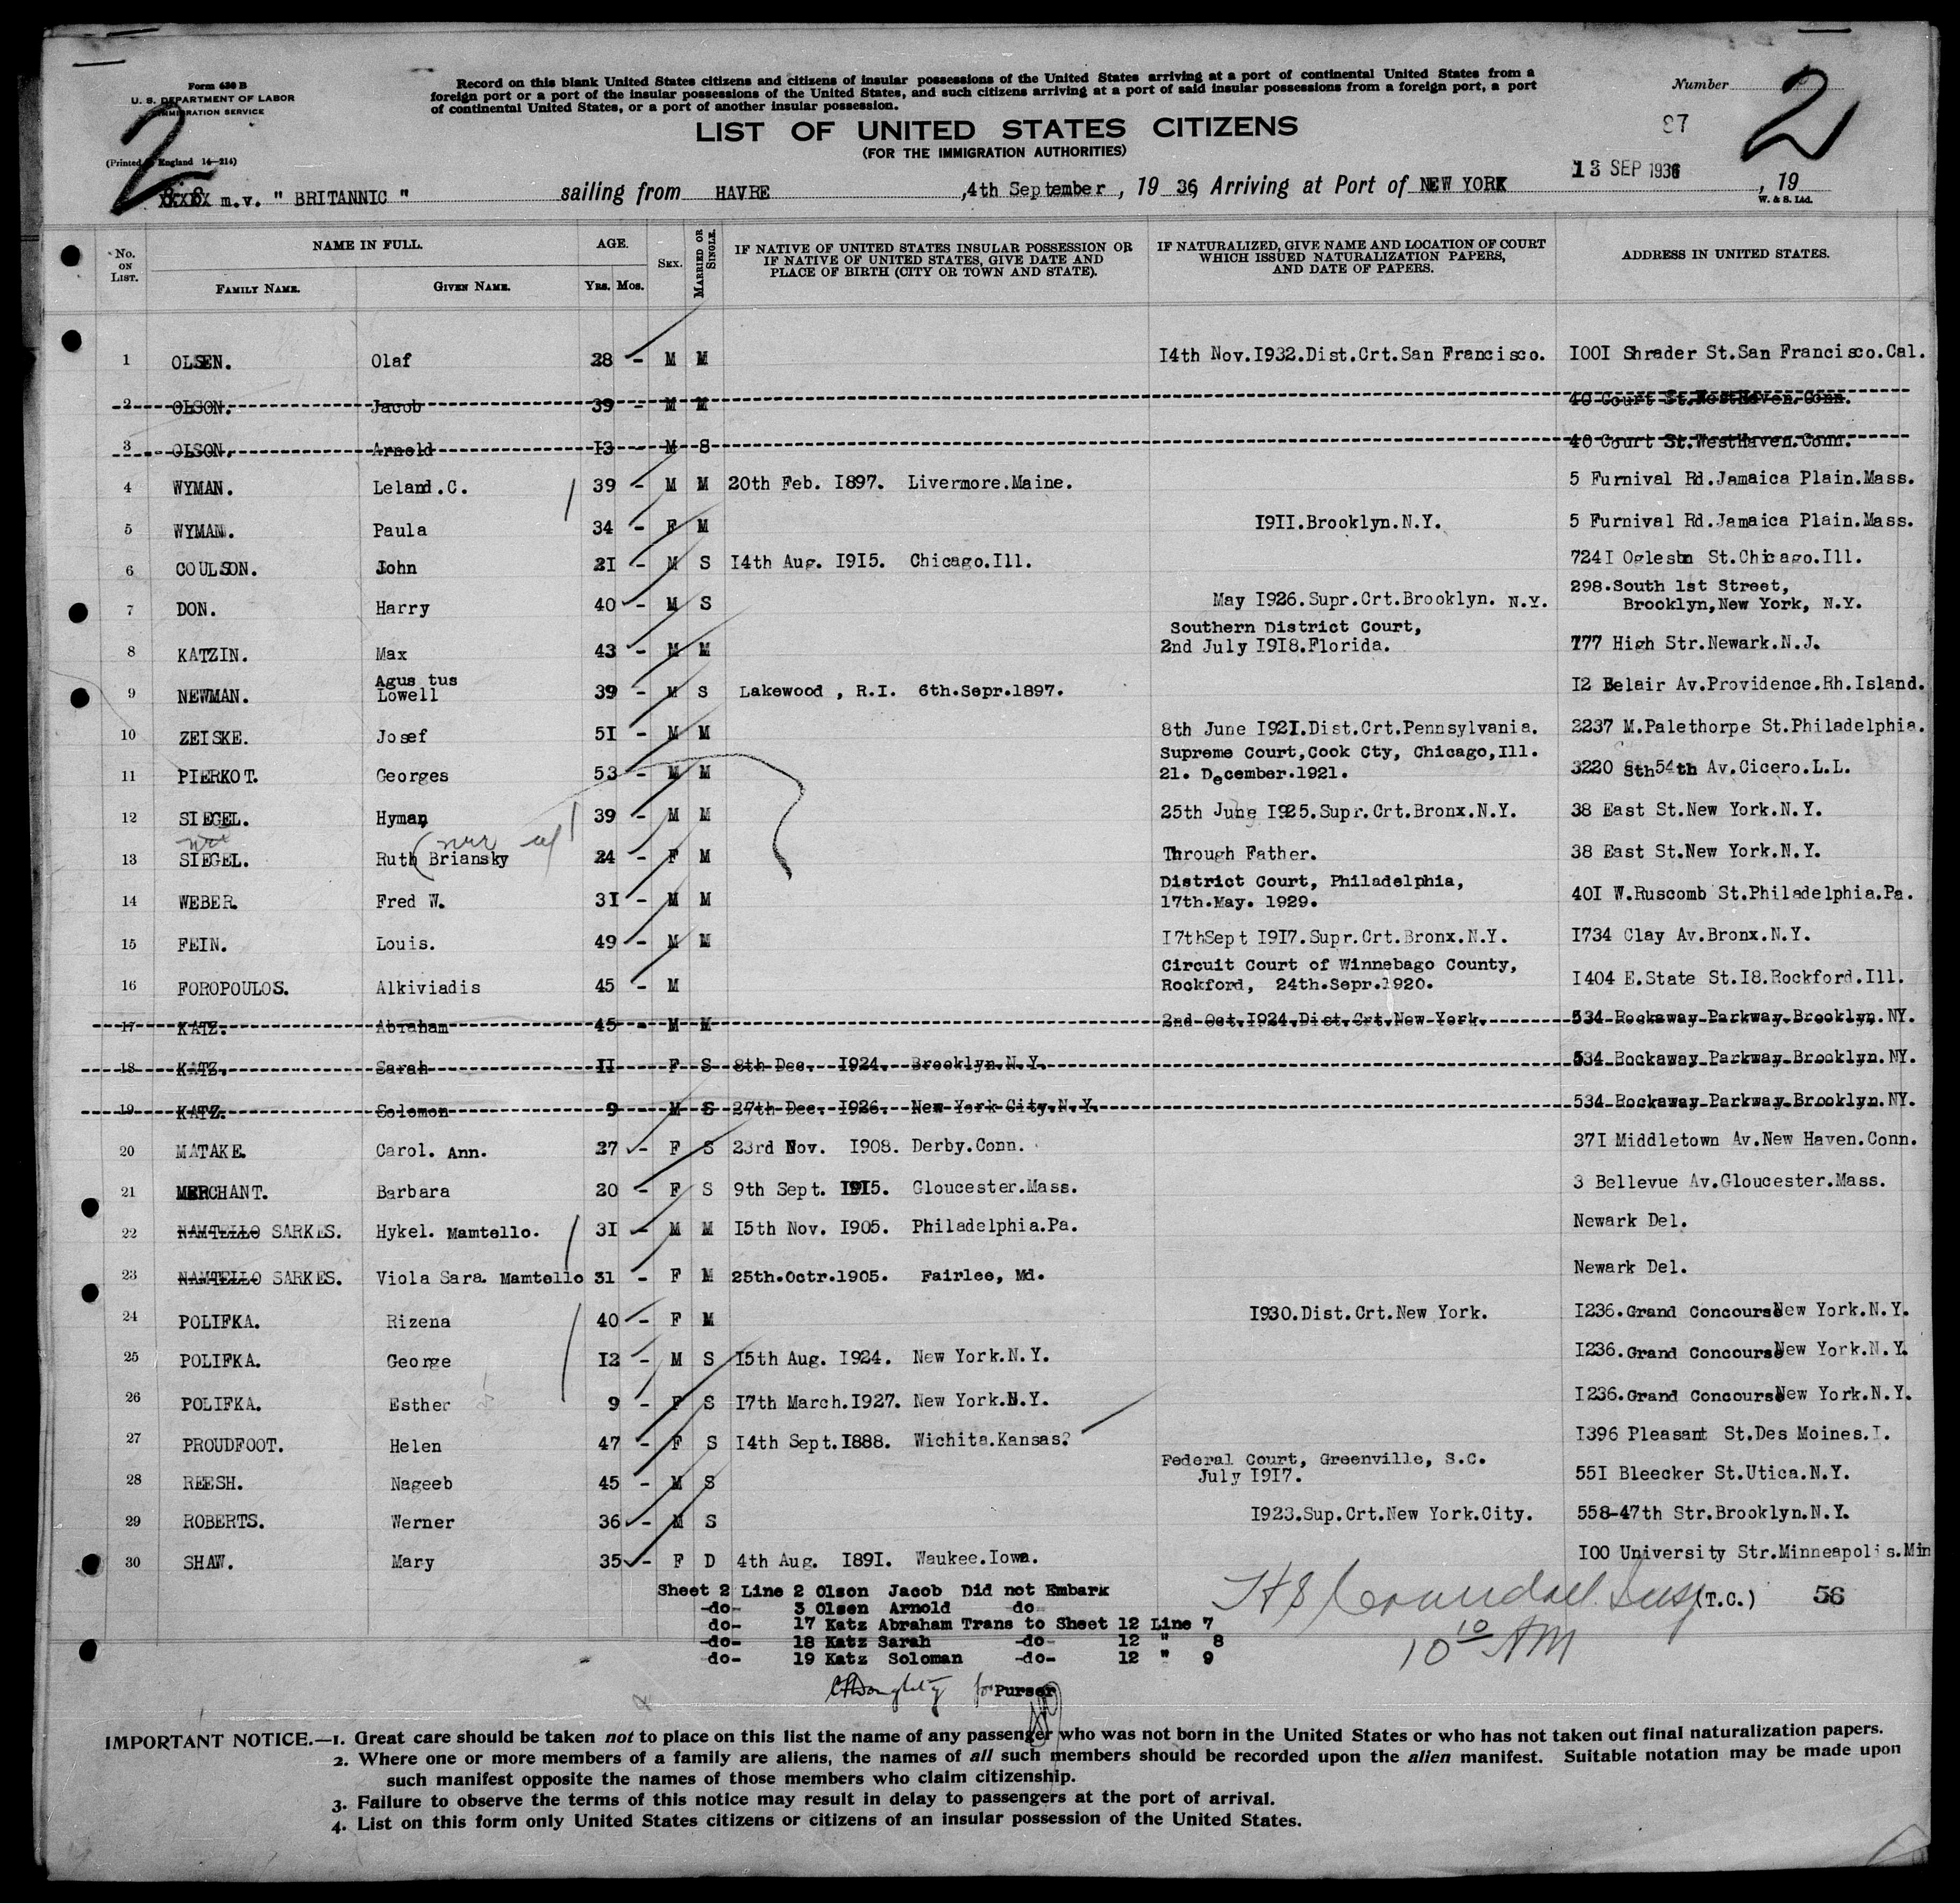 Form 630 B
U. S. DEPARTMENT OF LABOR
IMMIGRATION SERVICE
(Printed in England 14—214)
2
Record on this blank United States citizens and citizens of insular possessions of the United States arriving at a port of continental United States from a
foreign port or a port of the insular possessions of the United States, and such citizens arriving at a port of said insular possessions from a foreign port, a port
of continental United States, or a port of another insular possession.
Number
2
97
LIST OF UNITED STATES CITIZENS
(FOR THE IMMIGRATION AUTHORITIES)
m.v. " BRITANNIC " sailing from HAVRE ,4th September , 19 36, Arriving at Port of NEW YORK 13 SEP 1936 , 19
W. & S. Ltd.
No. ON LIST. NAME IN FULL. FAMILY NAME. GIVEN NAME. AGE. YRS. MOS. SEX. MARRIED OR SINGLE. IF NATIVE OF UNITED STATES INSULAR POSSESSION OR IF NATIVE OF UNITED STATES, GIVE DATE AND PLACE OF BIRTH (CITY OR TOWN AND STATE). IF NATURALIZED, GIVE NAME AND LOCATION OF COURT WHICH ISSUED NATURALIZATION PAPERS, AND DATE OF PAPERS. ADDRESS IN UNITED STATES.
1 OLSEN. Olaf 28 - M M 14th Nov.1932.Dist.Crt.San Francisco. 1001 Shrader St.San Francisco.Cal.
2 OLSON. Jacob 39 - M M 40 Court St.WestHaven.Conn.
3 OLSON. Arnold 13 - M S 40 Court St.WestHaven.Conn.
4 WYMAN. Leland.C. 39 - M M 20th Feb. 1897. Livermore.Maine. 5 Furnival Rd.Jamaica Plain.Mass.
5 WYMAN. Paula 34 - F M 1911.Brooklyn.N.Y. 5 Furnival Rd.Jamaica Plain.Mass.
6 COULSON. John 21 - M S 14th Aug. 1915. Chicago.Ill. 7241 Oglesbn St.Chicago.Ill.
7 DON. Harry 40 - M S May 1926.Supr.Crt.Brooklyn. N.Y. 298.South 1st Street,
Brooklyn,New York, N.Y.
Southern District Court,
8 KATZIN. Max 43 - M M 2nd July 1918.Florida. 777 High Str.Newark.N.J.
Agus tus
9 NEWMAN. Lowell 39 - M S Lakewood , R.I. 6th.Sepr.1897. 12 Belair Av.Providence.Rh.Island.
10 ZEISKE. Josef 51 - M M 8th June 1921.Dist.Crt.Pennsylvania. 2237 M.Palethorpe St.Philadelphia.
Supreme Court,Cook Cty, Chicago,Ill.
11 PIERKOT. Georges 53 - M M 21. December.1921. 3220 Sth 54th Av.Cicero.L.L.
12 SIEGEL. Hyman, 39 - M M 25th June 1925.Supr.Crt.Bronx.N.Y. 38 East St.New York.N.Y.
13 SIEGEL. Ruth (Briansky 24 - F M Through Father. 38 East St.New York.N.Y.
District Court, Philadelphia,
14 WEBER. Fred W. 31 - M M 17th.May. 1929. 401 W.Ruscomb St.Philadelphia.Pa.
15 FEIN. Louis. 49 - M M 17thSept 1917.Supr.Crt.Bronx.N.Y. 1734 Clay Av.Bronx.N.Y.
Circuit Court of Winnebago County,
16 FOROPOULOS. Alkiviadis 45 - M Rockford, 24th.Sepr.1920. 1404 E.State St.18.Rockford.Ill.
17 KATZ. Abraham 45 - M M 2nd Oct.1924.Dist.Crt.New York. 534 Rockaway Parkway Brooklyn.NY.
18 KATZ. Sarah 11 F S 8th Dec. 1924. Brooklyn.N.Y. 534 Rockaway Parkway Brooklyn.NY.
19 KATZ. Solomon 9 - M S 27th Dec. 1926. New York City.N.Y. 534 Rockaway Parkway Brooklyn.NY.
20 MATAKE. Carol. Ann. 27 - F S 23rd Nov. 1908. Derby.Conn. 371 Middletown Av.New Haven.Conn.
21 MERCHANT. Barbara 20 - F S 9th Sept. 1915. Gloucester.Mass. 3 Bellevue Av.Gloucester.Mass.
22 NAMTELLO SARKES. Hykel. Mamtello. 31 - M M 15th Nov. 1905. Philadelphia.Pa. Newark Del.
23 NAMTELLO SARKES. Viola Sara. Mamtello 31 - F M 25th.Octr.1905. Fairlee, Md. Newark Del.
24 POLIFKA. Rizena 40 - F M 1930.Dist.Crt.New York. 1236.Grand Concourse New York.N.Y.
25 POLIFKA. George 12 - M S 15th Aug. 1924. New York.N.Y. 1236.Grand Concourse New York.N.Y.
26 POLIFKA. Esther 9 - F S 17th March.1927. New York.N.Y. 1236.Grand Concourse New York.N.Y.
27 PROUDFOOT. Helen 47 - F S 14th Sept.1888. Wichita.Kansas? 1396 Pleasant St.Des Moines.I.
Federal Court, Greenville, S.C.
28 REESH. Nageeb 45 - M S July 1917. 551 Bleecker St.Utica.N.Y.
29 ROBERTS. Werner 36 - M S 1923.Sup.Crt.New York.City. 558-47th Str.Brooklyn.N.Y.
30 SHAW. Mary 35 - F D 4th Aug. 1891. Waukee.Iowa. 100 University Str.Minneapolis.Min
Sheet 2 Line 2 Olson Jacob Did not Embark
-do- 3 Olsen Arnold do
do- 17 Katz Abraham Trans to Sheet 12 Line 7
-do- 18 Katz Sarah -do- 12 " 8
-do- 19 Katz Soloman -do- 12 " 9
(T.C.) 56
10 10 AM
for Purser
IMPORTANT NOTICE.—1. Great care should be taken not to place on this list the name of any passenger who was not born in the United States or who has not taken out final naturalization papers.
2. Where one or more members of a family are aliens, the names of all such members should be recorded upon the alien manifest. Suitable notation may be made upon
such manifest opposite the names of those members who claim citizenship.
3. Failure to observe the terms of this notice may result in delay to passengers at the port of arrival.
4. List on this form only United States citizens or citizens of an insular possession of the United States.